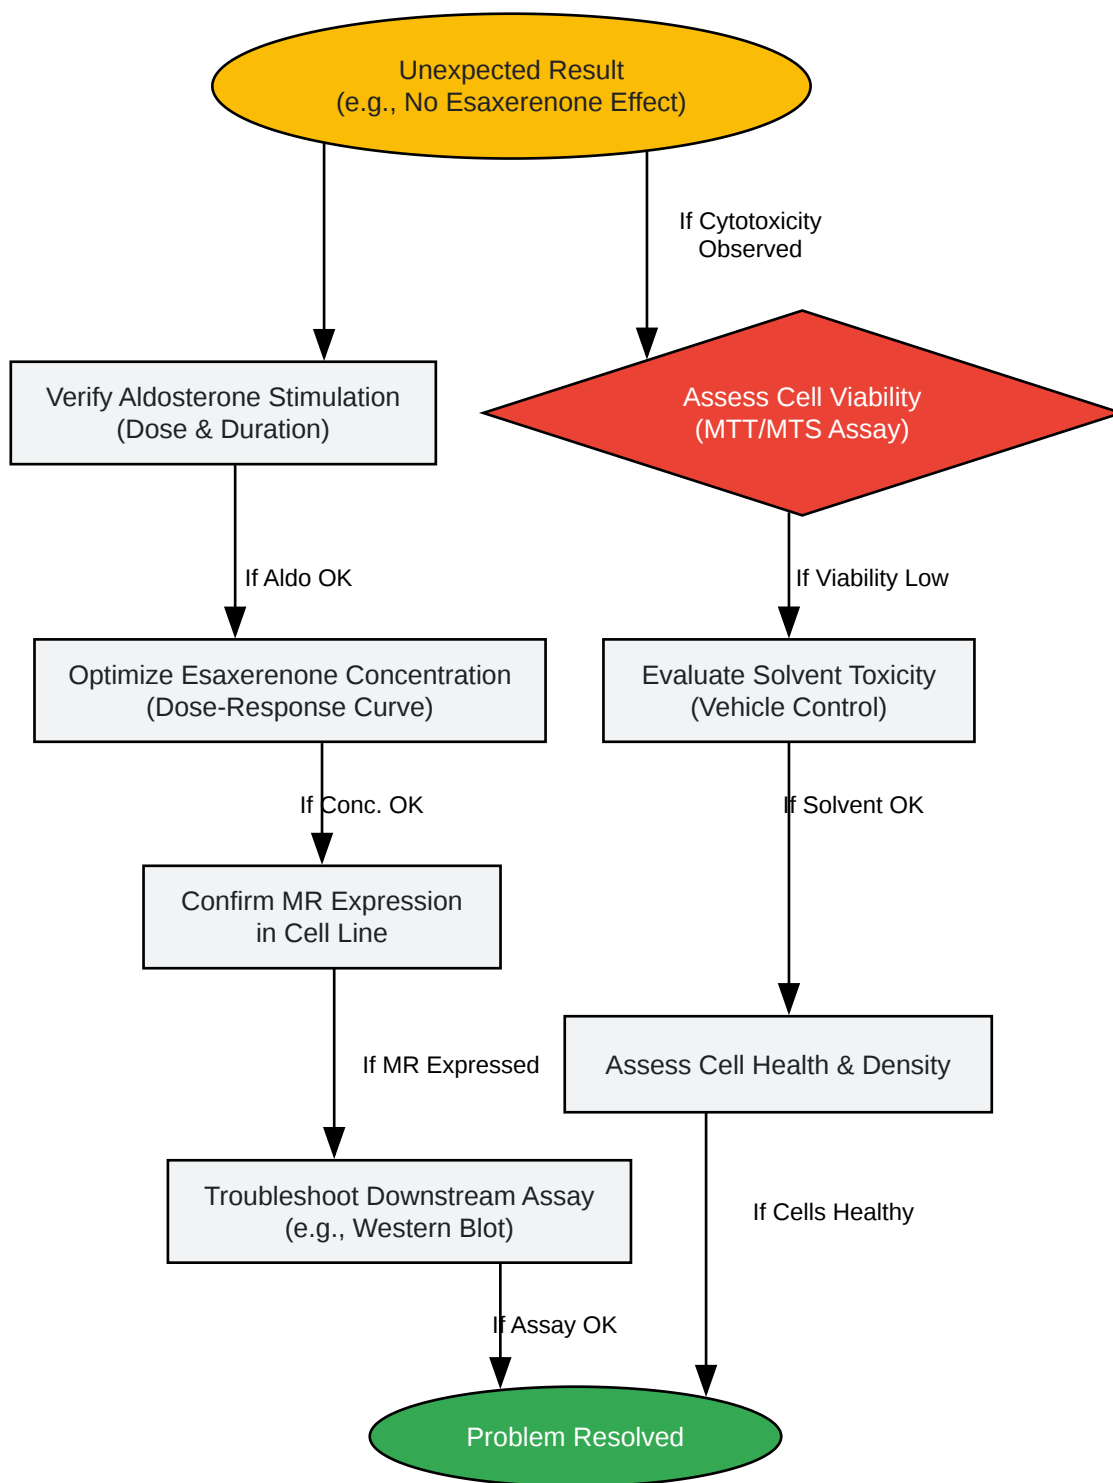 Unexpected Result
(e.g., No Esaxerenone Effect)
If Cytotoxicity
Observed
Verify Aldosterone Stimulation
(Dose & Duration)
Assess Cell Viability
(MTT/MTS Assay)
If Aldo OK
If Viability Low
Optimize Esaxerenone Concentration
(Dose-Response Curve)
Evaluate Solvent Toxicity
(Vehicle Control)
If Conc. OK
If Solvent OK
Confirm MR Expression
in Cell Line
If MR Expressed
Assess Cell Health & Density
Troubleshoot Downstream Assay
(e.g., Western Blot)
If Cells Healthy
If Assay OK
Problem Resolved